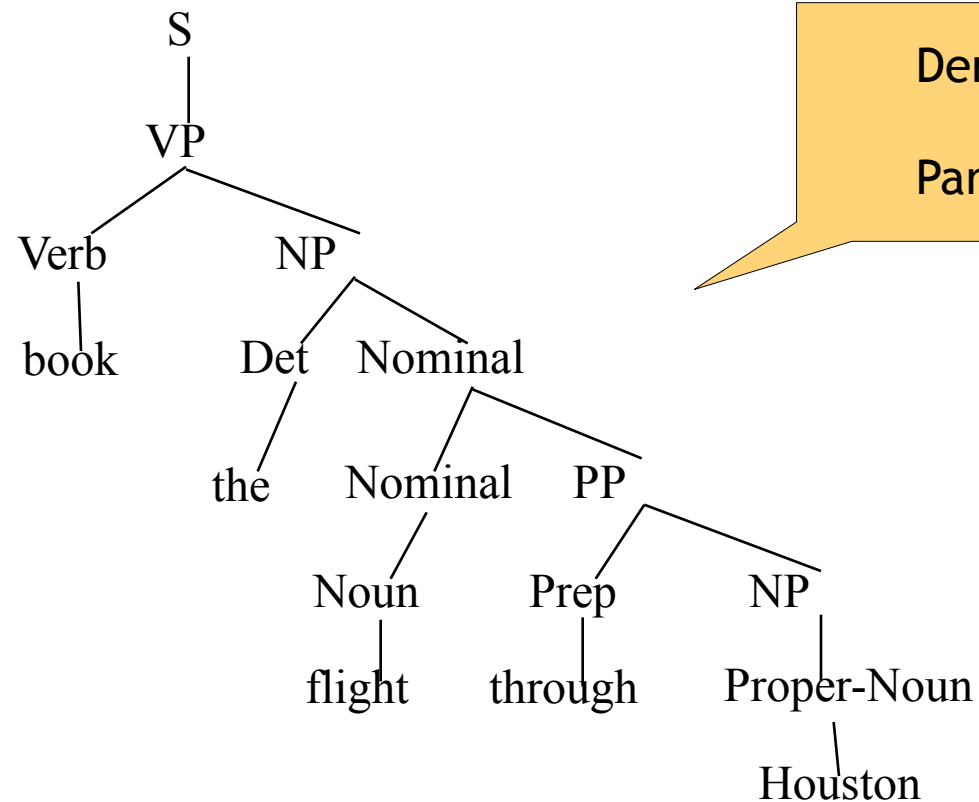 S
VP
Verb NP
book Det Nominal
the Nominal PP
Noun Prep NP
flight through Proper-Noun
Houston